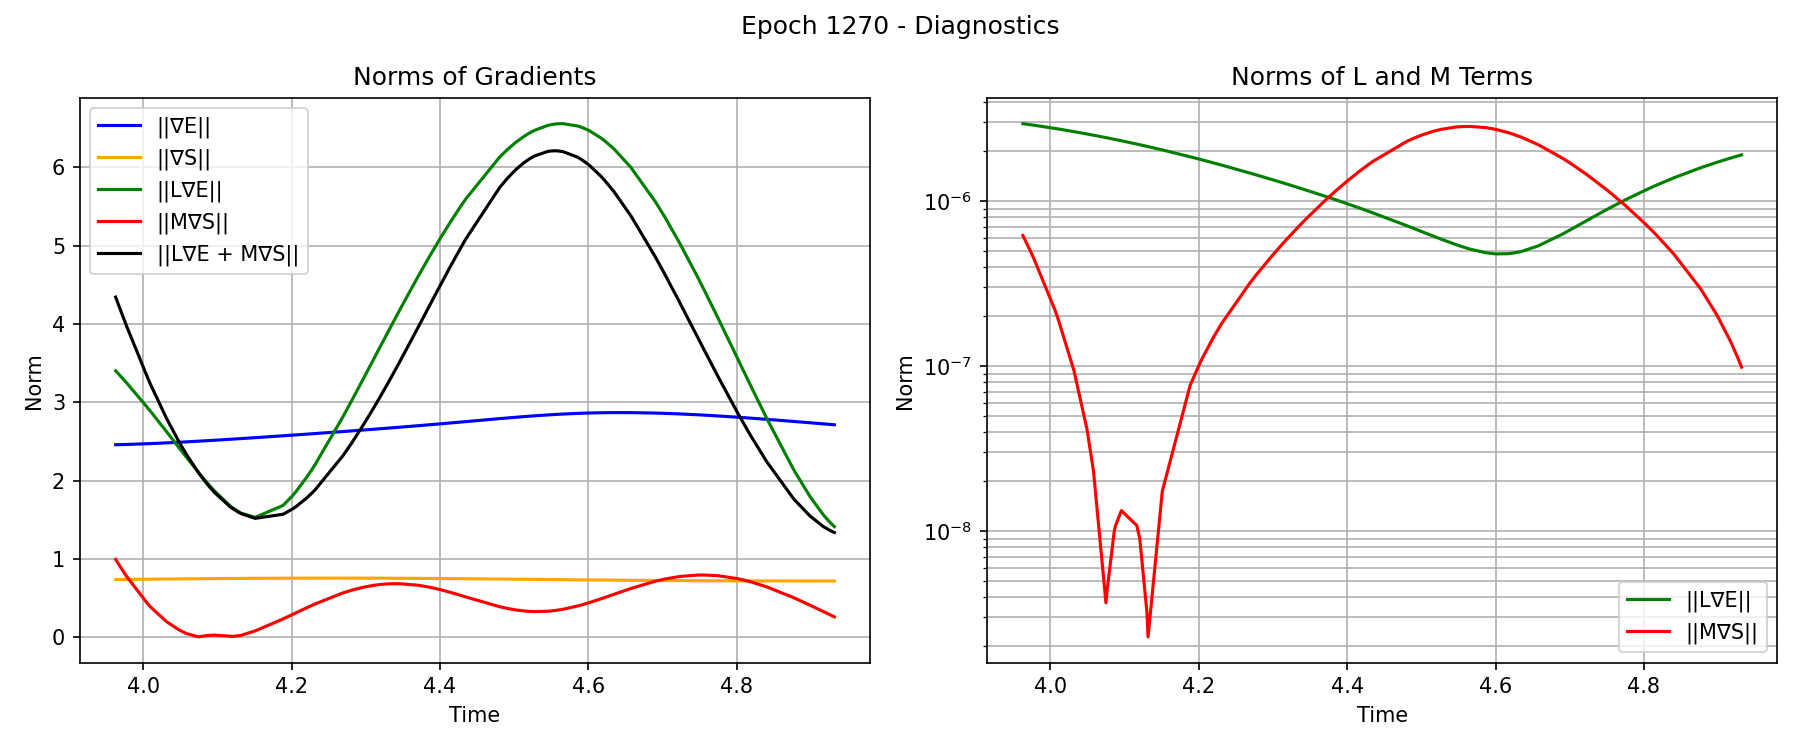 Epoch 1270 - Diagnostics
Norms of Gradients
||∇E||
||∇S||
||L∇E||
||M∇S||
||L∇E + M∇S||
Norm
6
5
4
3
2
1
0
4.0 4.2 4.4 4.6 4.8
Time
Norms of L and M Terms
Norm
10⁻⁶
10⁻⁷
10⁻⁸
||L∇E||
||M∇S||
4.0 4.2 4.4 4.6 4.8
Time